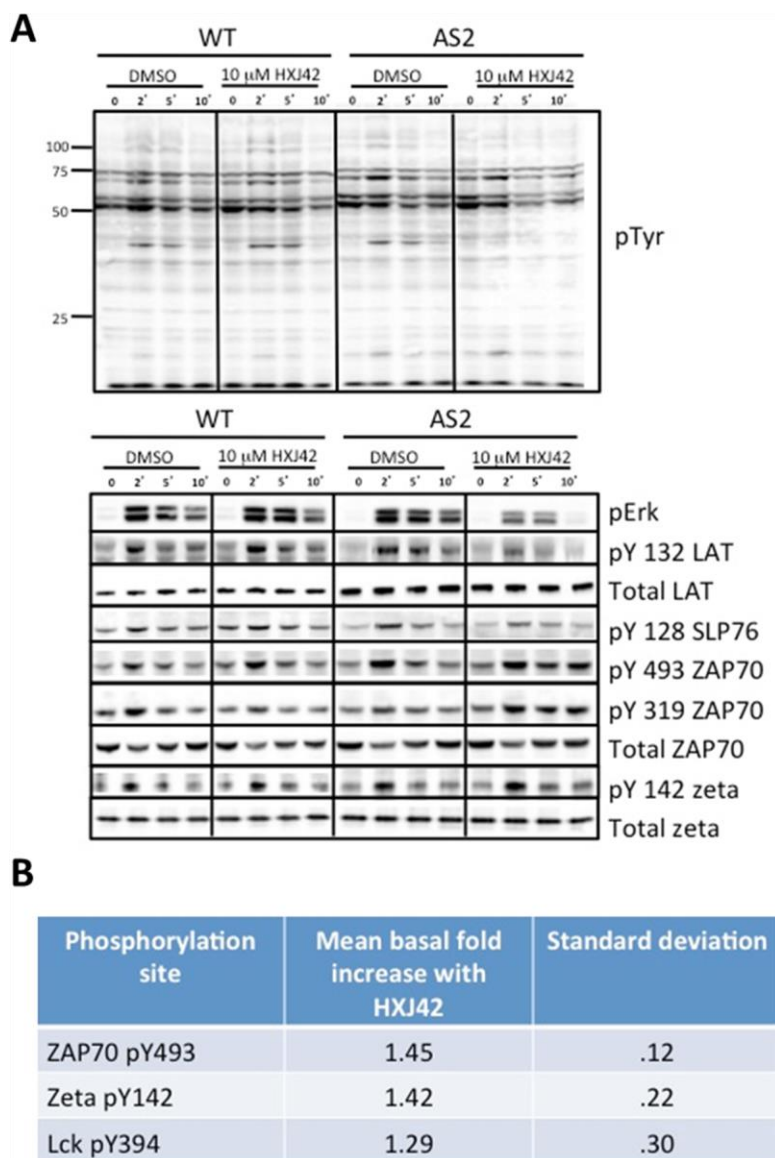 A
WT AS2
DMSO 10 μM HXJ42 DMSO 10 μM HXJ42
0 2' 5' 10' 0 2' 5' 10' 0 2' 5' 10' 0 2' 5' 10'
100
75
50
25
pTyr
WT AS2
DMSO 10 μM HXJ42 DMSO 10 μM HXJ42
0 2' 5' 10' 0 2' 5' 10' 0 2' 5' 10' 0 2' 5' 10'
pErk
pY 132 LAT
Total LAT
pY 128 SLP76
pY 493 ZAP70
pY 319 ZAP70
Total ZAP70
pY 142 zeta
Total zeta
B
Phosphorylation site
Mean basal fold increase with HXJ42
Standard deviation
ZAP70 pY493 1.45 .12
Zeta pY142 1.42 .22
Lck pY394 1.29 .30